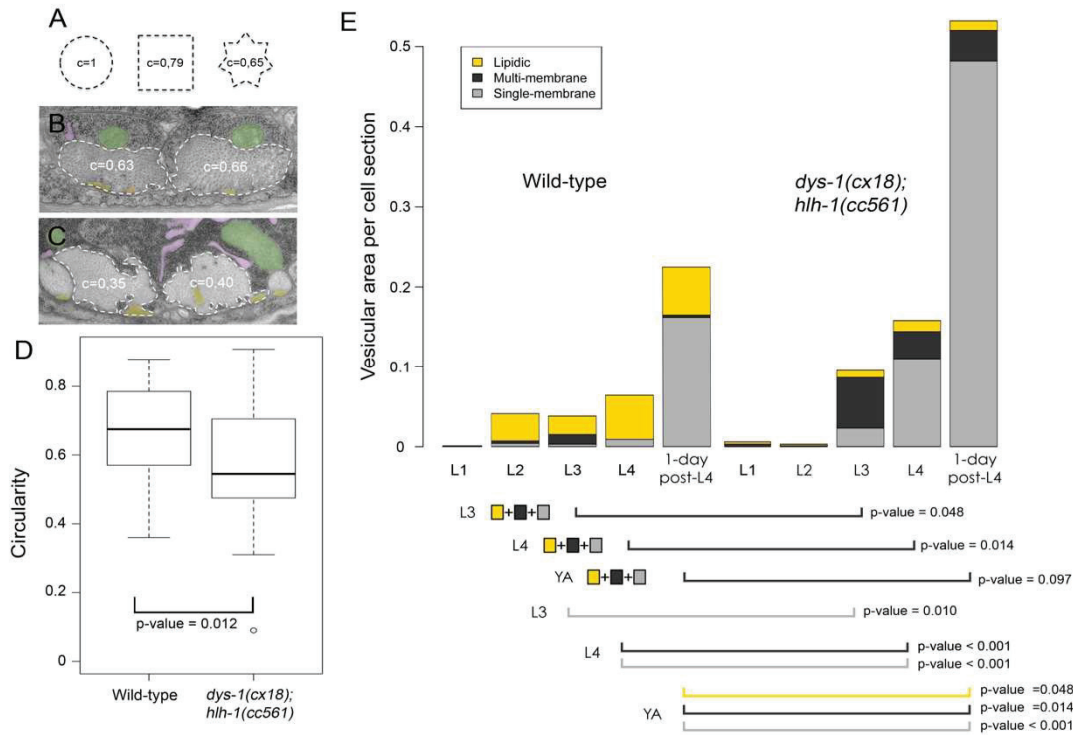 A
c=1
c=0,79
c=0,65
B
c=0,63
c=0,66
C
c=0,35
c=0,40
D
Circularity
0.8
0.6
0.4
0.2
0
p-value = 0.012
Wild-type
dys-1(cx18);
hlh-1(cc561)
E
Vesicular area per cell section
0.5
0.4
0.3
0.2
0.1
0
Lipidic
Multi-membrane
Single-membrane
Wild-type
dys-1(cx18);
hlh-1(cc561)
L1
L2
L3
L4
1-day
post-L4
L1
L2
L3
L4
1-day
post-L4
L3 + + p-value = 0.048
L4 + + p-value = 0.014
YA + + p-value = 0.097
L3 p-value = 0.010
L4 p-value < 0.001
p-value < 0.001
p-value =0.048
YA p-value =0.014
p-value < 0.001